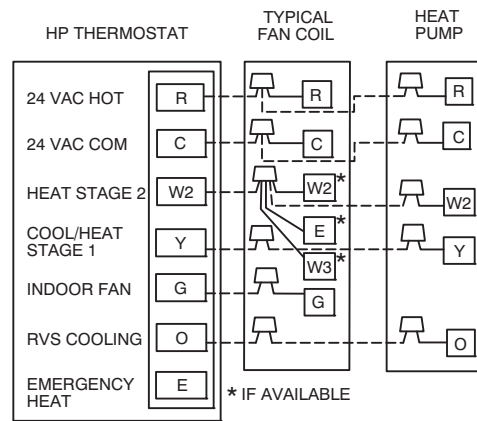 HP THERMOSTAT
TYPICAL
FAN COIL
HEAT
PUMP
24 VAC HOT R R R
24 VAC COM C C C
HEAT STAGE 2 W2 W2* W2
E*
COOL/HEAT
STAGE 1 Y W3* Y
INDOOR FAN G G
RVS COOLING O O
EMERGENCY
HEAT E
* IF AVAILABLE